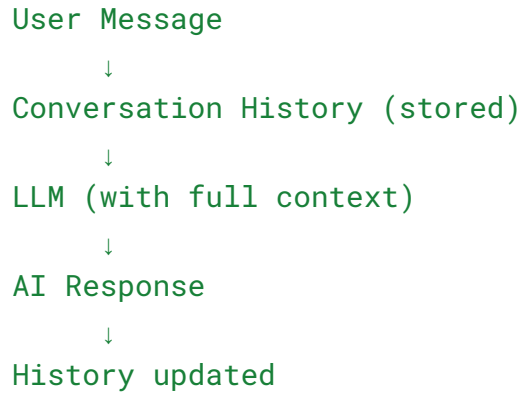 User Message
↓
Conversation History (stored)
↓
LLM (with full context)
↓
AI Response
↓
History updated